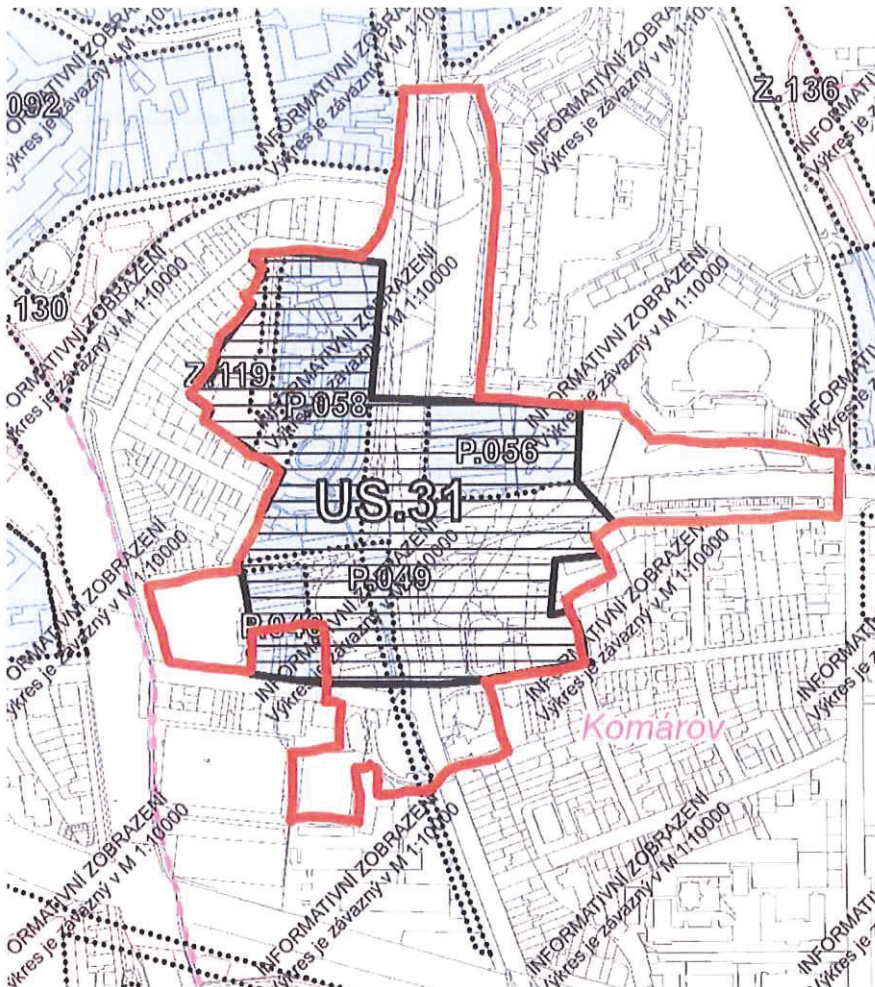 INFORMATIVNÍ ZOBRAZENÍ
Výkres je závazný v M 1:10000
092
Z.136
.130
Z.119
P.058
P.056
US.31
P.049
Komárov